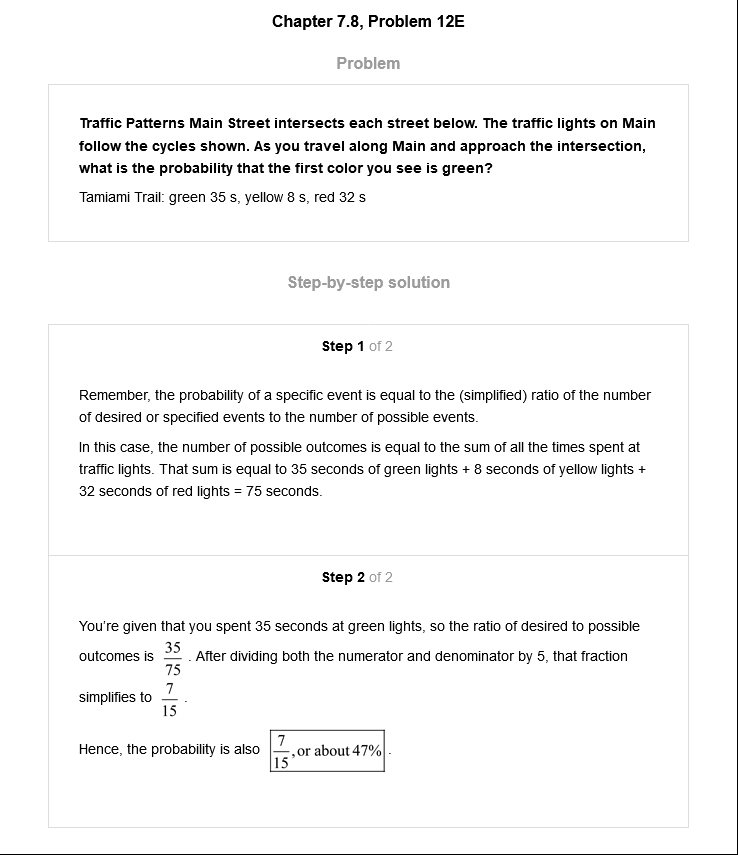 Chapter 7.8, Problem 12E
Problem
Traffic Patterns Main Street intersects each street below. The traffic lights on Main
follow the cycles shown. As you travel along Main and approach the intersection,
what is the probability that the first color you see is green?
Tamiami Trail: green 35 s, yellow 8 s, red 32 s
Step-by-step solution
Step 1 of 2
Remember, the probability of a specific event is equal to the (simplified) ratio of the number
of desired or specified events to the number of possible events.
In this case, the number of possible outcomes is equal to the sum of all the times spent at
traffic lights. That sum is equal to 35 seconds of green lights + 8 seconds of yellow lights +
32 seconds of red lights = 75 seconds.
Step 2 of 2
You're given that you spent 35 seconds at green lights, so the ratio of desired to possible
outcomes is 35/75 . After dividing both the numerator and denominator by 5, that fraction
simplifies to 7/15 .
Hence, the probability is also 7/15, or about 47% .